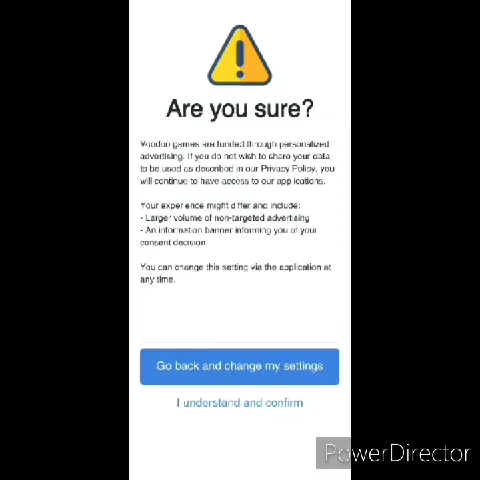 Are you sure?
Voodoo games are funded through personalized
advertising. If you do not wish to share your data
to be used as described in our Privacy Policy, you
will continue to have access to our applications.
Your experience might differ and include:
- Larger volume of non-targeted advertising
- An information banner informing you of your
consent decision
You can change this setting via the application at
any time.
Go back and change my settings
I understand and confirm
PowerDirector